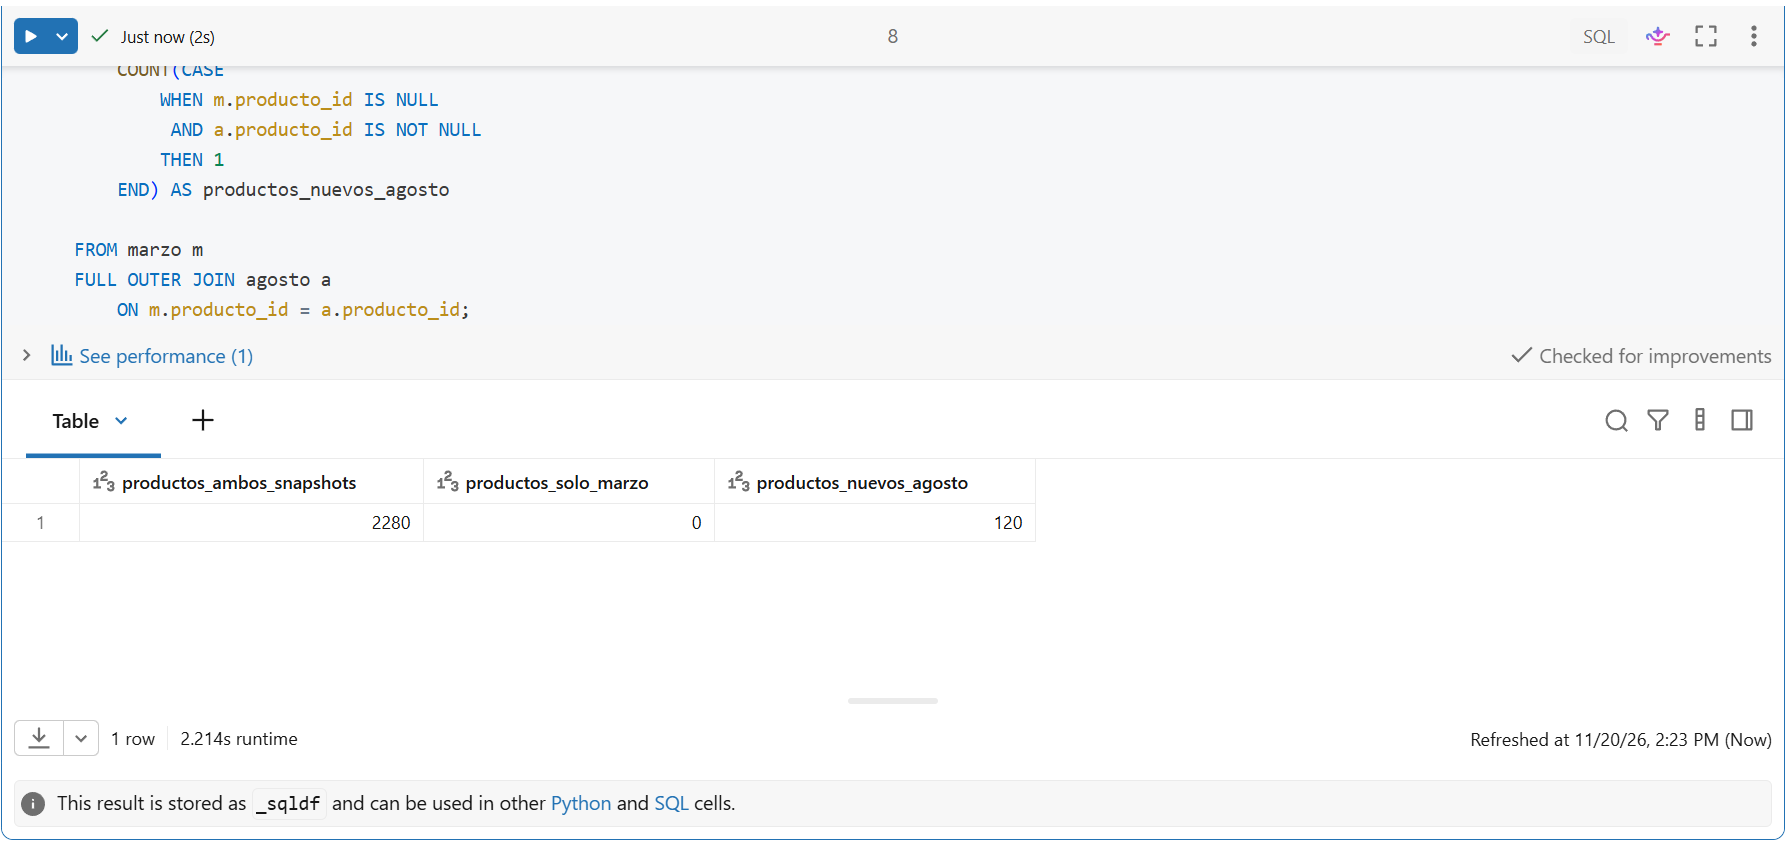 Just now (2s)
8
SQL
COUNT(CASE
WHEN m.producto_id IS NULL
AND a.producto_id IS NOT NULL
THEN 1
END) AS productos_nuevos_agosto
FROM marzo m
FULL OUTER JOIN agosto a
ON m.producto_id = a.producto_id;
See performance (1)
Checked for improvements
Table
productos_ambos_snapshots productos_solo_marzo productos_nuevos_agosto
1 2280 0 120
1 row 2.214s runtime
Refreshed at 11/20/26, 2:23 PM (Now)
This result is stored as _sqldf and can be used in other Python and SQL cells.